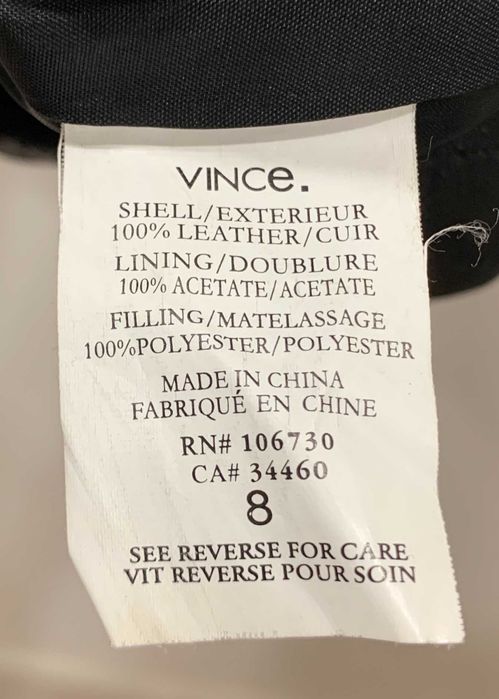 VINCe.
SHELL/EXTERIEUR
100% LEATHER/CUIR
LINING/DOUBLURE
100% ACETATE/ACETATE
FILLING/MATELASSAGE
100%POLYESTER/POLYESTER
MADE IN CHINA
FABRIQUÉ EN CHINE
RN# 106730
CA# 34460
8
SEE REVERSE FOR CARE
VIT REVERSE POUR SOIN